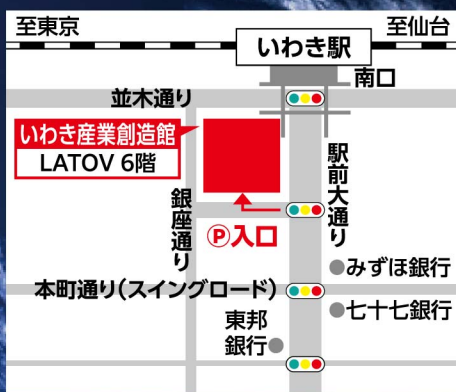 至東京
至仙台
いわき駅
南口
並木通り
いわき産業創造館
LATOV 6階
駅前大通り
銀座通り
Ⓟ入口
みずほ銀行
本町通り(スイングロード)
七十七銀行
東邦
銀行